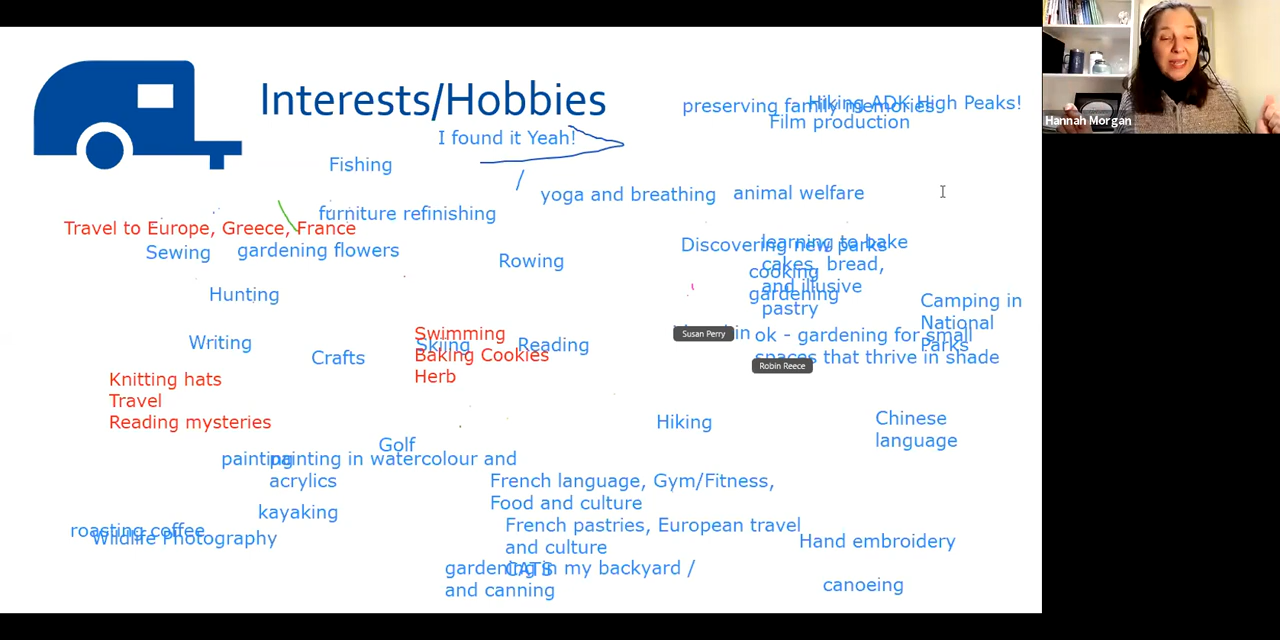 Interests/Hobbies
Hannah Morgan
preserving family memories
Hiking ADK High Peaks!
Film production
I found it Yeah!
Fishing
yoga and breathing
animal welfare
furniture refinishing
Travel to Europe, Greece, France
Sewing
gardening flowers
Rowing
Discovering new parks
learning to bake
cakes, bread,
and illusive
pastry
cooking
gardening
Hunting
Camping in
National
Parks
Writing
Crafts
Swimming
Baking Cookies
Herb
Skiing
Reading
Susan Perry
ok - gardening for small
spaces that thrive in shade
Robin Reece
Knitting hats
Travel
Reading mysteries
Hiking
Chinese
language
Golf
painting
painting in watercolour and
acrylics
French language, Gym/Fitness,
Food and culture
kayaking
French pastries, European travel
and culture
CATS
roasting coffee
Wildlife Photography
Hand embroidery
gardening in my backyard /
and canning
canoeing